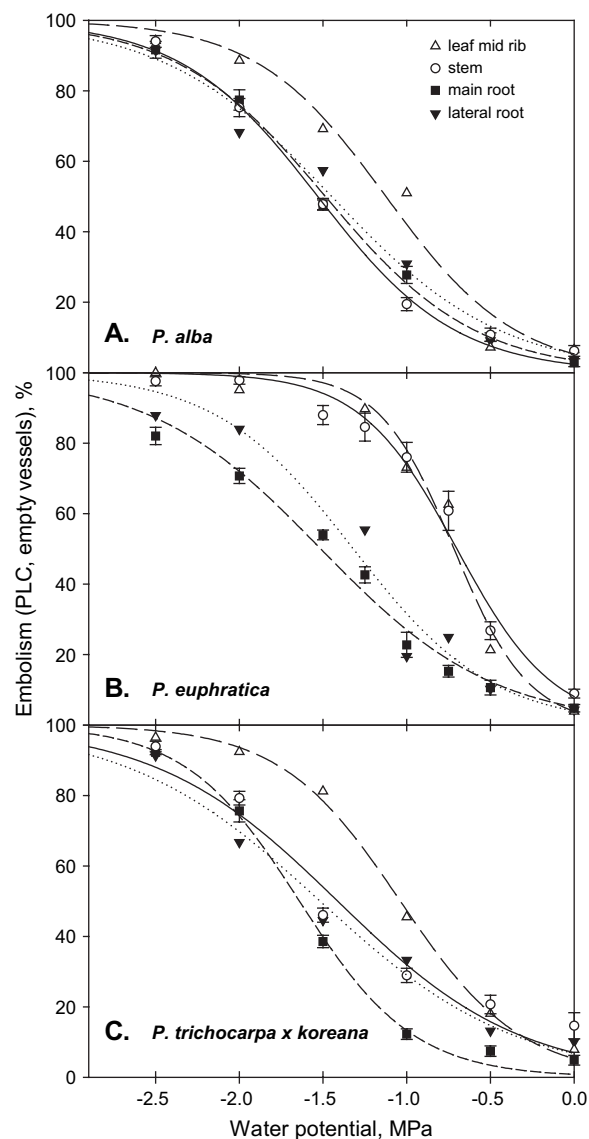 100
80
60
40
20
leaf mid rib
stem
main root
lateral root
A. P. alba
100
80
60
40
20
B. P. euphratica
100
80
60
40
20
0
C. P. trichocarpa x koreana
-2.5 -2.0 -1.5 -1.0 -0.5 0.0
Water potential, MPa
Embolism (PLC, empty vessels), %